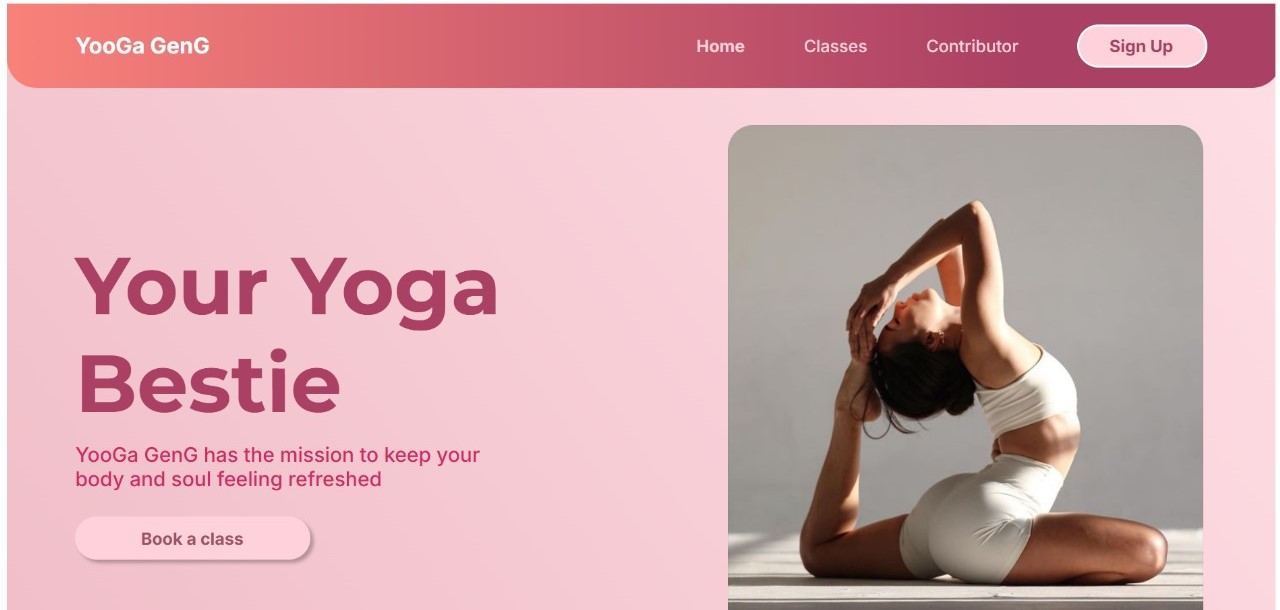 YooGa GenG
Home
Classes
Contributor
Sign Up
Your Yoga
Bestie
YooGa GenG has the mission to keep your
body and soul feeling refreshed
Book a class